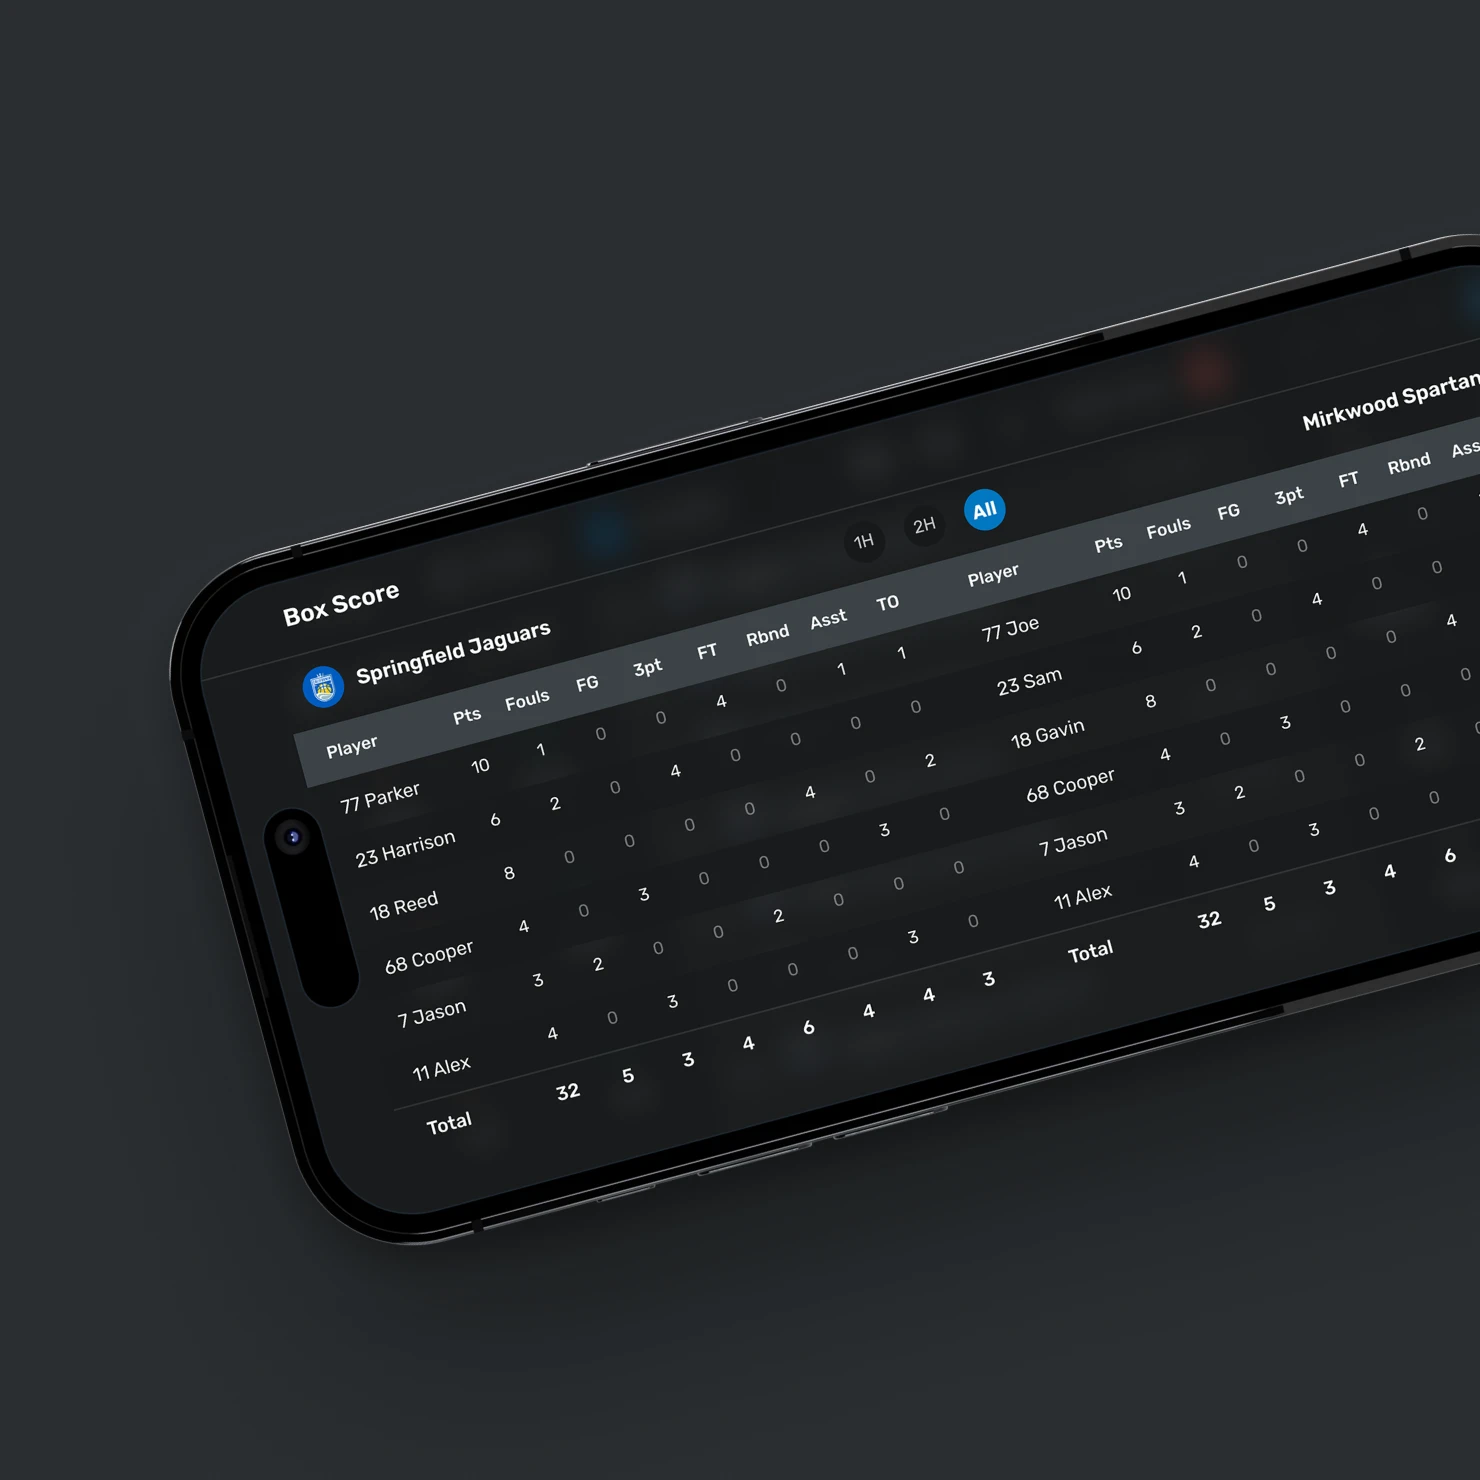 Box Score
Springfield Jaguars
1H 2H All
Mirkwood Spartan
Player Pts Fouls FG 3pt FT Rbnd Asst TO
77 Parker 10 1 0 0 4 0 1 1
23 Harrison 6 2 0 4 0 0 0 0
18 Reed 8 0 0 0 0 4 0 2
68 Cooper 4 0 3 0 0 0 3 0
7 Jason 3 2 0 0 2 0 0 0
11 Alex 4 0 3 0 0 0 3 0
Total 32 5 3 4 6 4 4 3
Player Pts Fouls FG 3pt FT Rbnd Ass
77 Joe 10 1 0 0 4 0
23 Sam 6 2 0 4 0 0
18 Gavin 8 0 0 0 0 4
68 Cooper 4 0 3 0 0 0
7 Jason 3 2 0 0 2
11 Alex 4 0 3 0 0
Total 32 5 3 4 6